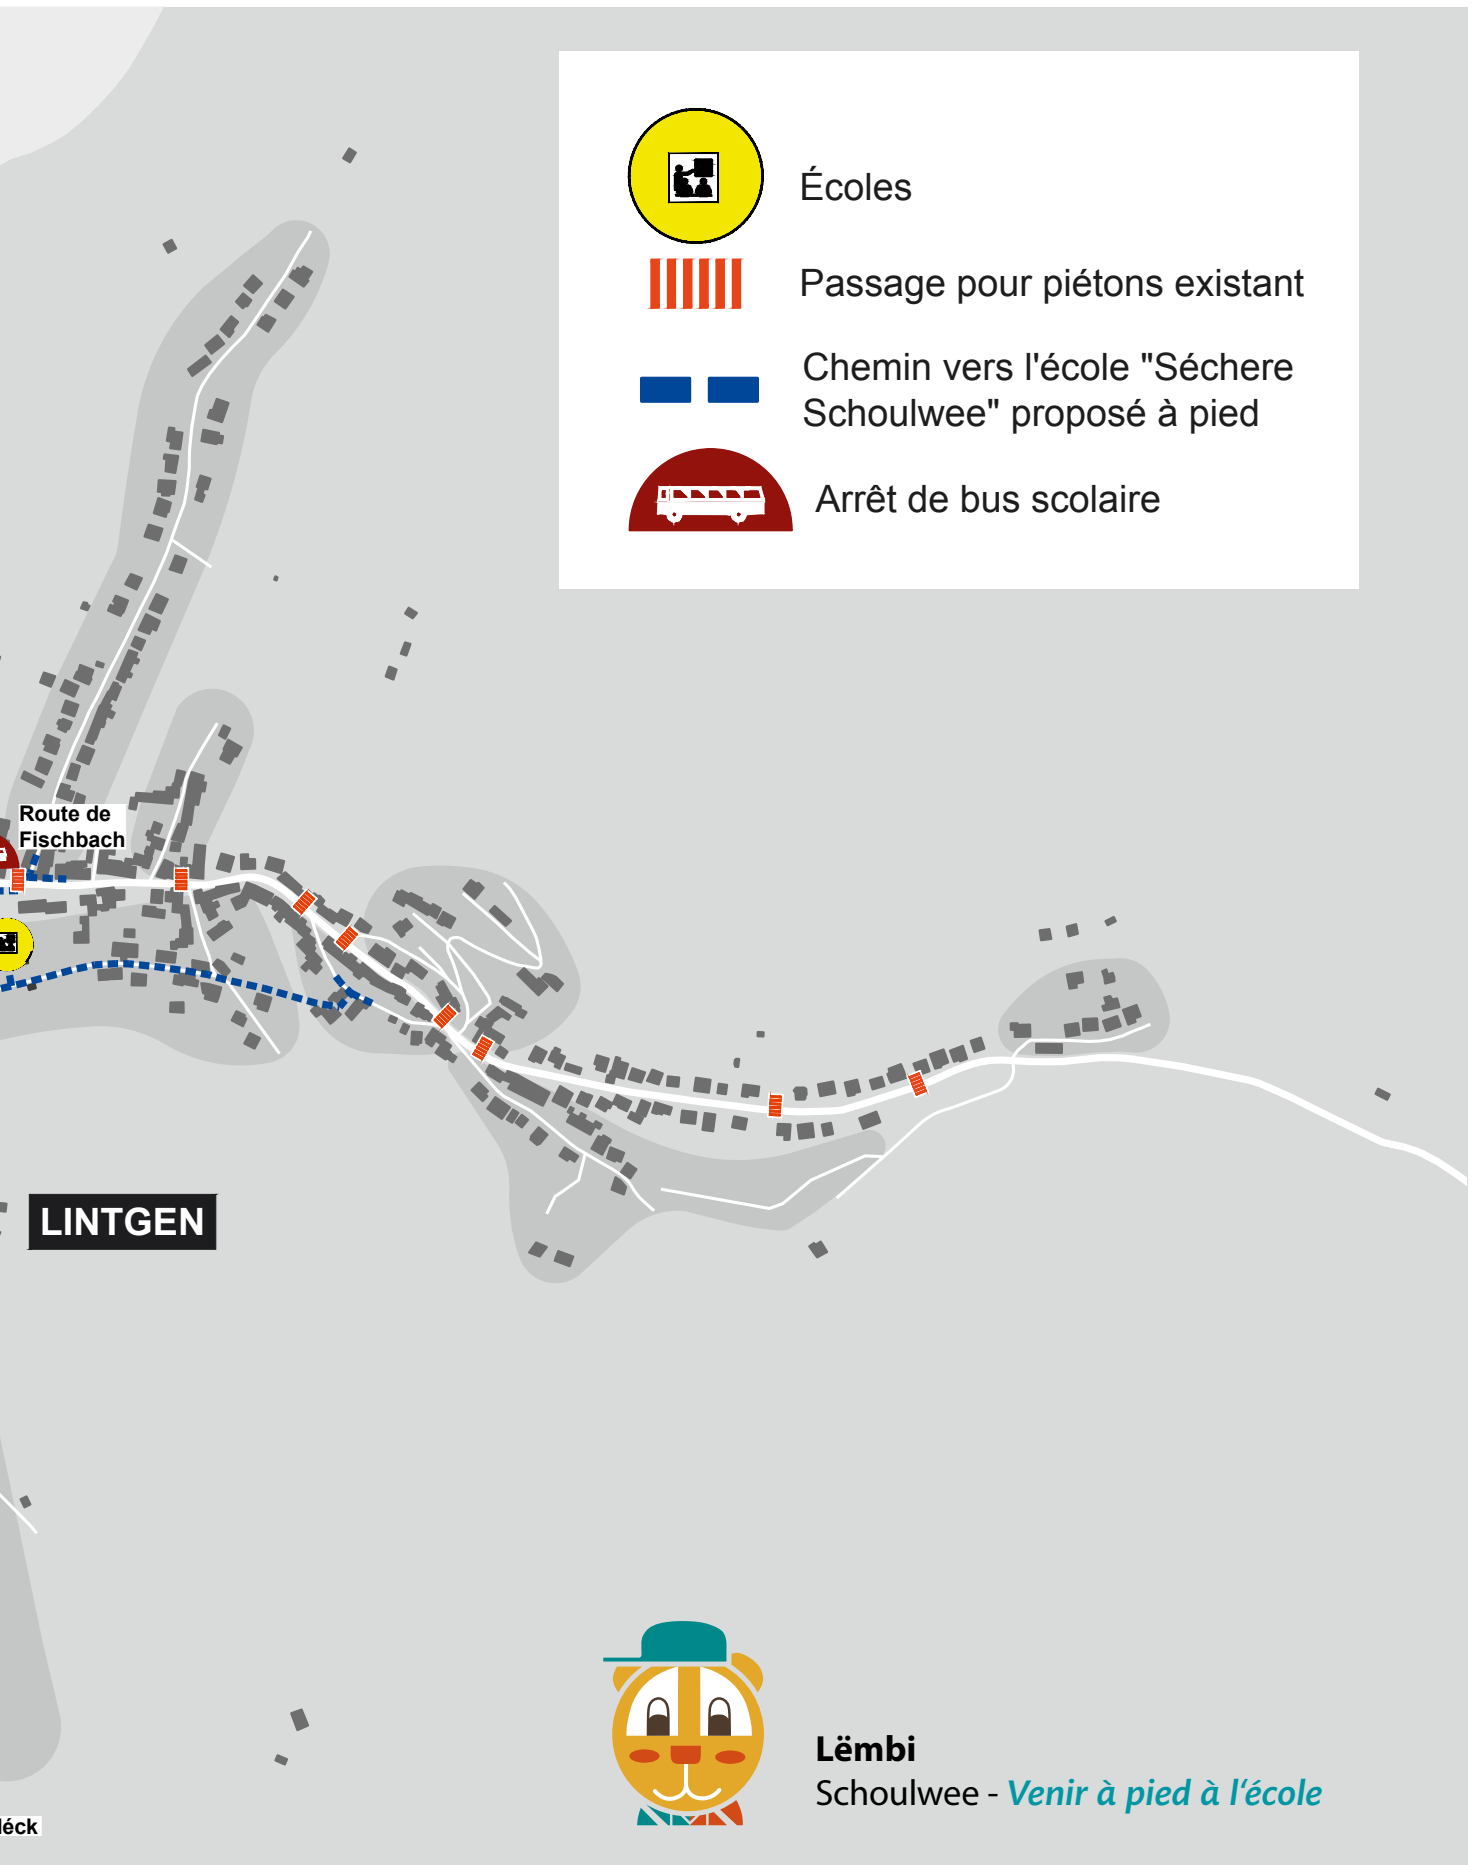 Écoles
Passage pour piétons existant
Chemin vers l'école "Séchere
Schoulwee" proposé à pied
Arrêt de bus scolaire
Route de
Fischbach
LINTGEN
Lëmbi
Schoulwee - Venir à pied à l‘école